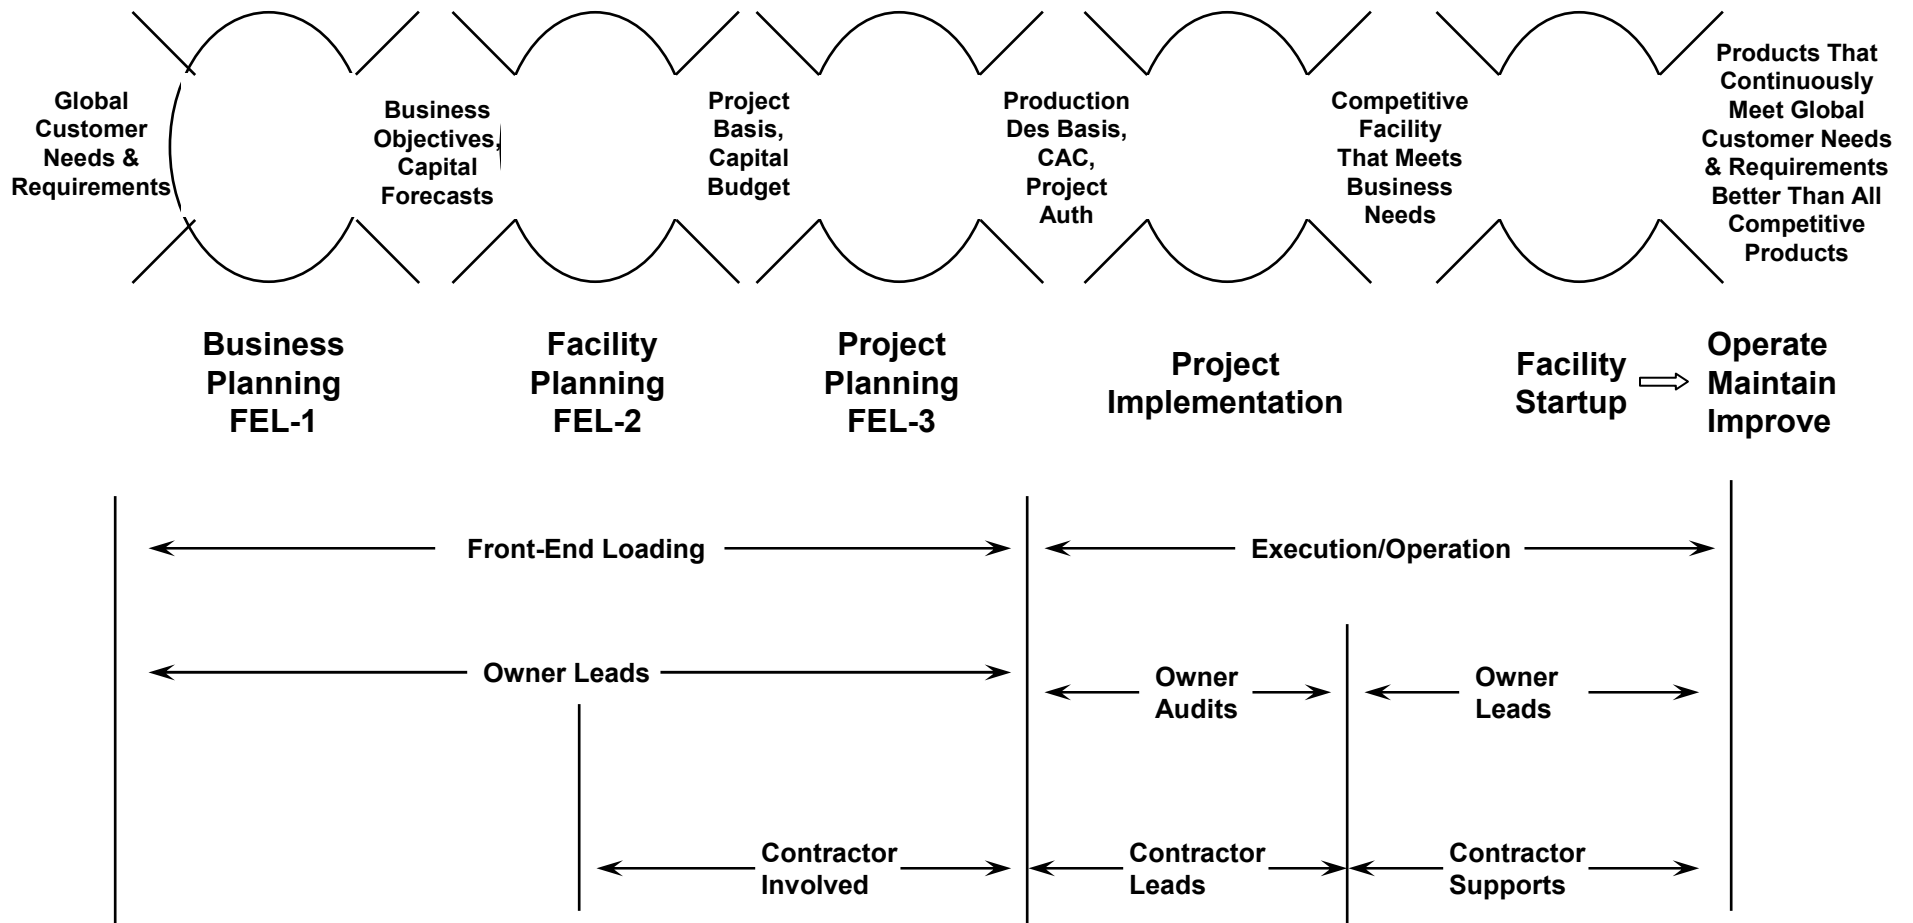 Global
Customer
Needs &
Requirements
Business
Objectives,
Capital
Forecasts
Project
Basis,
Capital
Budget
Production
Des Basis,
CAC,
Project
Auth
Competitive
Facility
That Meets
Business
Needs
Products That
Continuously
Meet Global
Customer Needs
& Requirements
Better Than All
Competitive
Products
Business
Planning
FEL-1
Facility
Planning
FEL-2
Project
Planning
FEL-3
Project
Implementation
Facility
Startup
Operate
Maintain
Improve
Front-End Loading
Execution/Operation
Owner Leads
Owner
Audits
Owner
Leads
Contractor
Involved
Contractor
Leads
Contractor
Supports